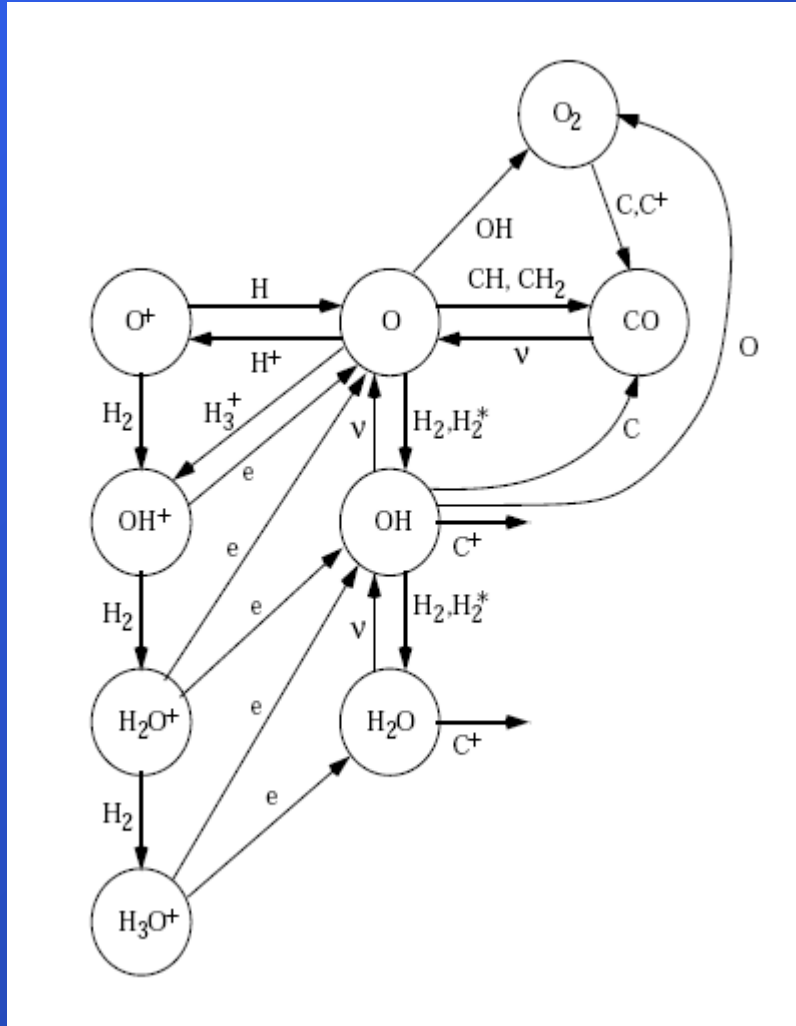 O₂
C,C⁺
OH
H
CH, CH₂
O⁺
O
CO
H⁺
ν
O
H₂
H₃⁺
ν
H₂,H₂*
C
e
OH⁺
OH
e
C⁺
H₂
e
ν
H₂,H₂*
e
H₂O⁺
H₂O
C⁺
H₂
e
H₃O⁺